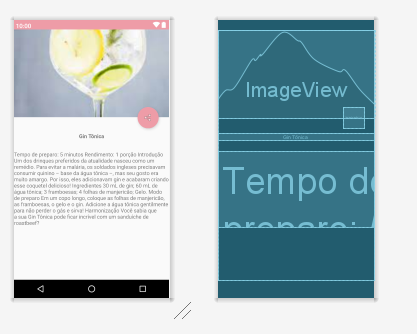 10:00
Gin Tônica
Tempo de preparo: 5 minutos Rendimento: 1 porção Introdução
Um dos drinques preferidos da atualidade nasceu como um
remédio. Para evitar a malária, os soldados ingleses precisavam
consumir quinino – base da água tônica –, mas seu gosto era
muito amargo. Por isso, eles adicionavam gin e acabaram criando
esse coquetel delicioso! Ingredientes 30 mL de gin; 60 mL de
água tônica; 3 framboesas; 4 folhas de manjericão; Gelo. Modo
de preparo Em um copo longo, coloque as folhas de manjericão,
as framboesas, o gelo e o gin. Adicione a água tônica gentilmente
para não perder o gás e sirva! Harmonização Você sabia que
a sua Gin Tônica pode ficar incrível com um sanduíche de
roastbeef?
ImageView
Gin Tônica
Tempo de
preparo: